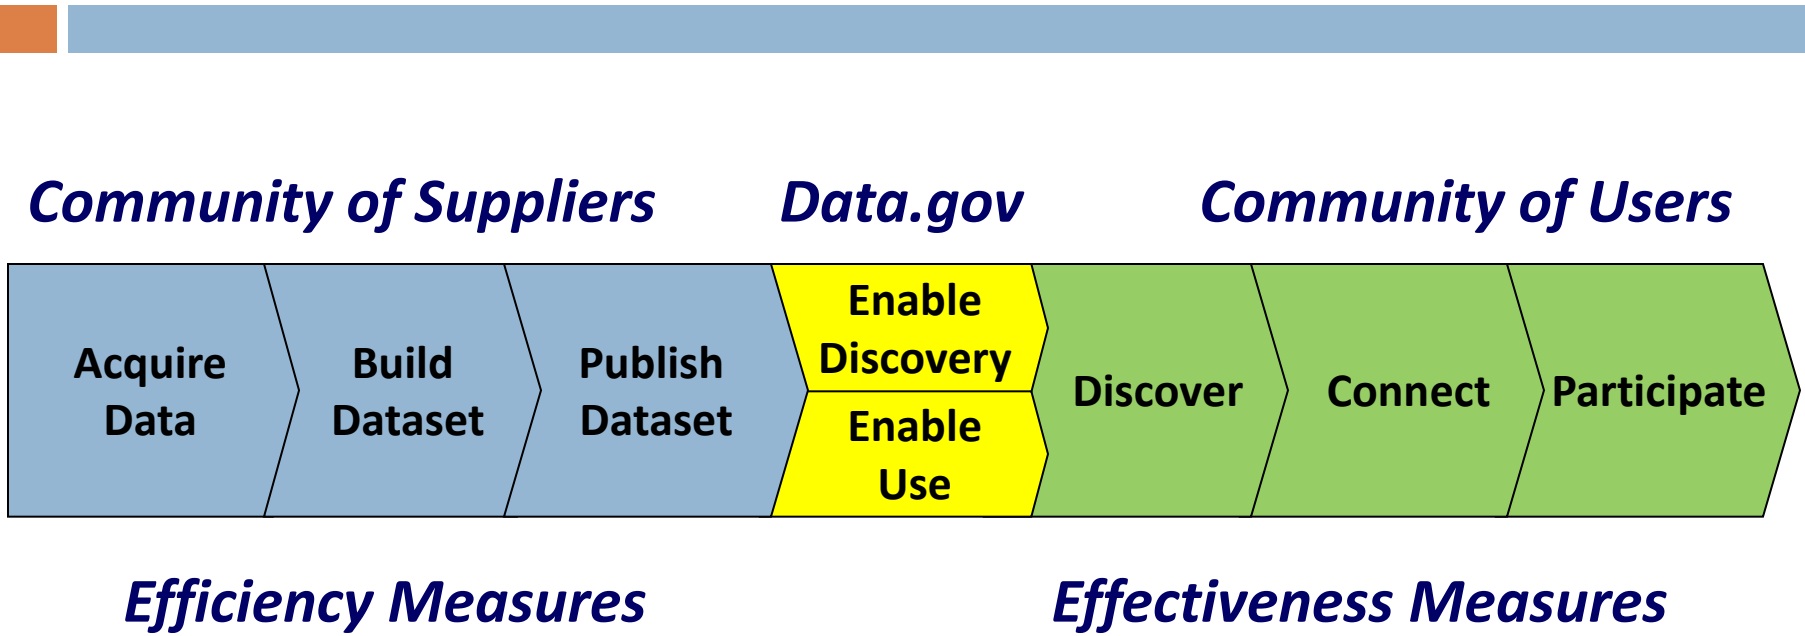 Community of Suppliers
Data.gov
Community of Users
Acquire
Data
Build
Dataset
Publish
Dataset
Enable
Discovery
Enable
Use
Discover
Connect
Participate
Efficiency Measures
Effectiveness Measures